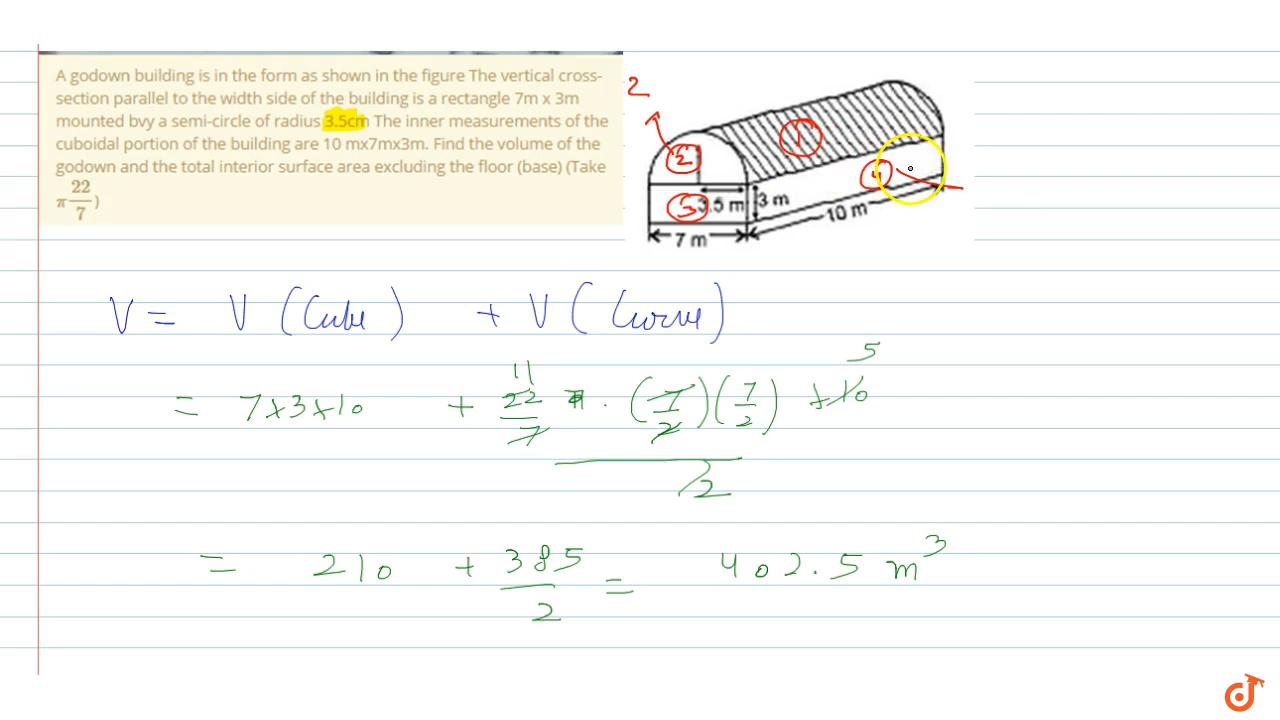 A godown building is in the form as shown in the figure The vertical cross-
section parallel to the width side of the building is a rectangle 7m x 3m
mounted bvy a semi-circle of radius 3.5cm The inner measurements of the
cuboidal portion of the building are 10 mx7mx3m. Find the volume of the
godown and the total interior surface area excluding the floor (base) (Take
π 22/7 )
2
1
2
4
3
3.5 m
3 m
10 m
7 m
V = V (Cube) + V (Curve)
= 7×3×10 + 22/7 π · (7/2)(7/2) × 10
11
5
2
= 210 + 385/2 = 402.5 m³